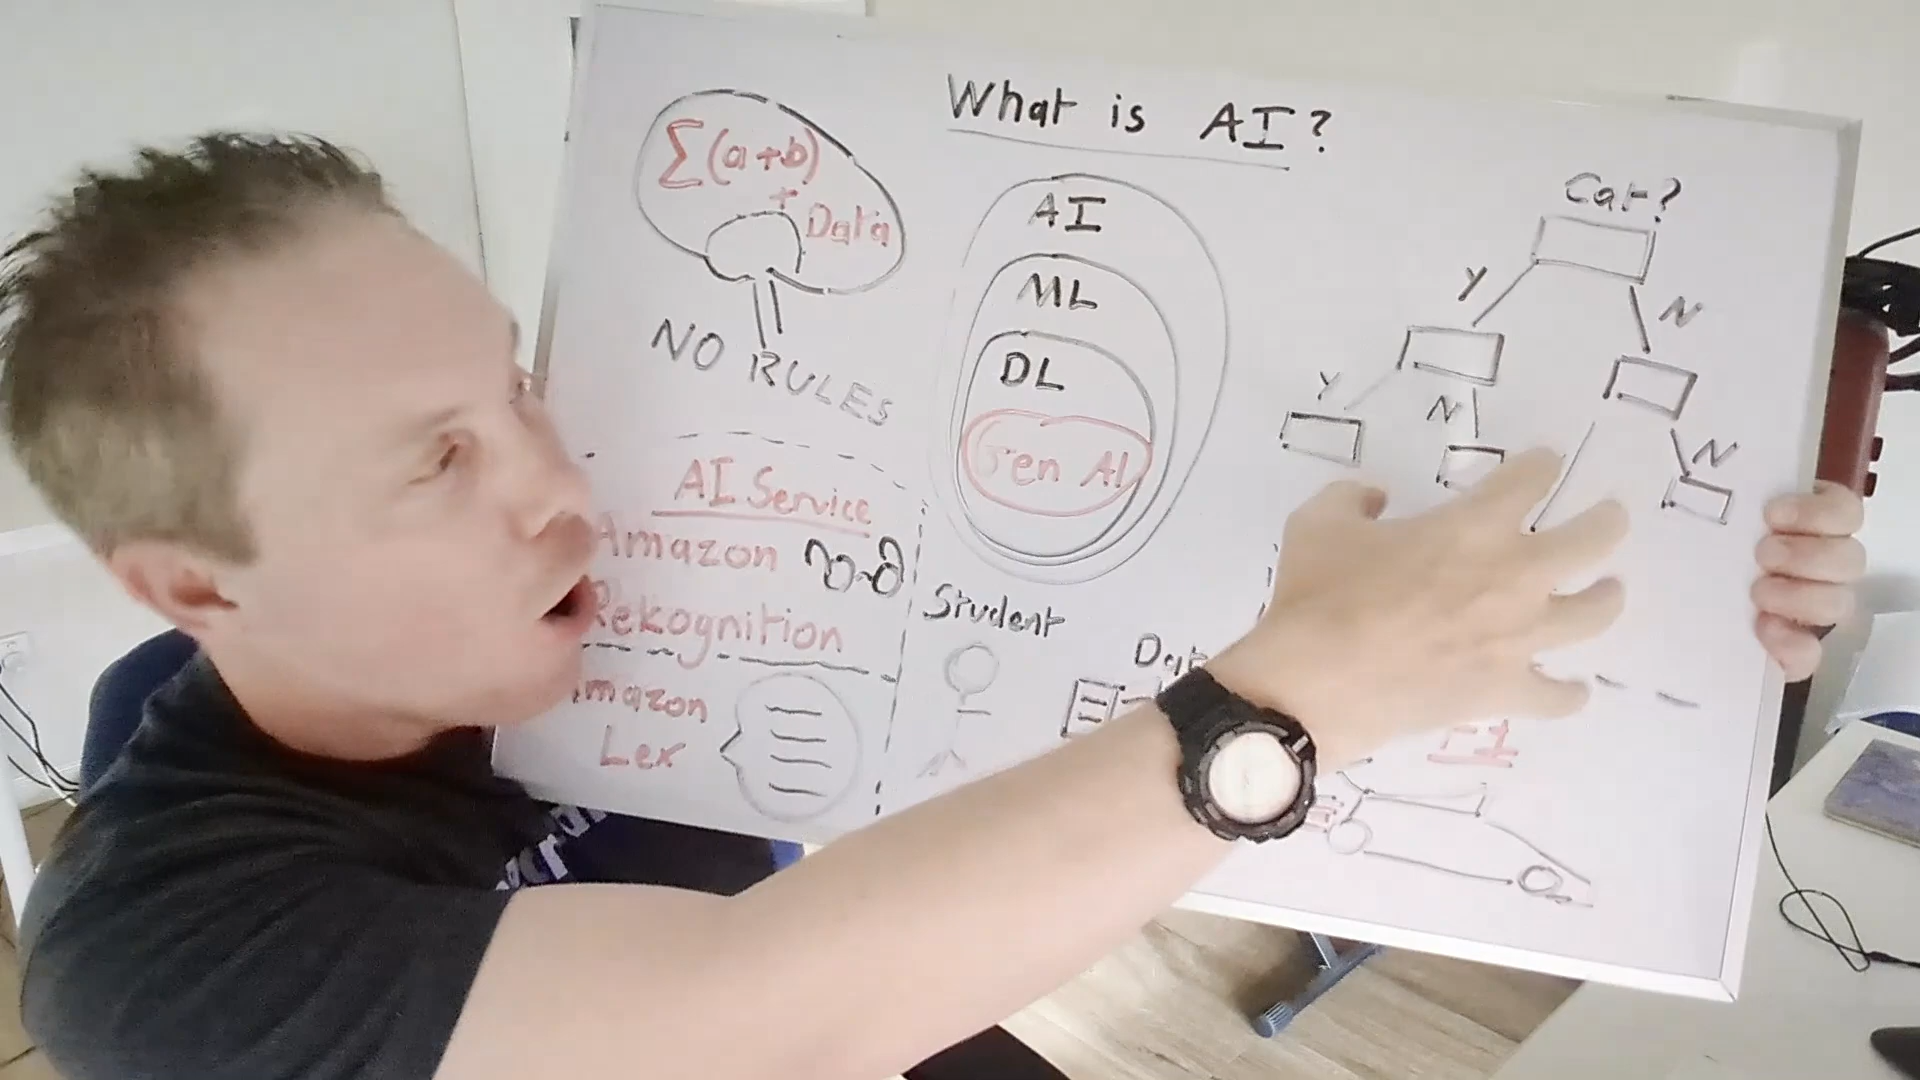 What is AI?
Σ(a+b)
+
Data
NO RULES
AI
ML
DL
Gen AI
Cat?
Y
N
Y
N
N
AI Service
Amazon
Rekognition
Amazon
Lex
Student